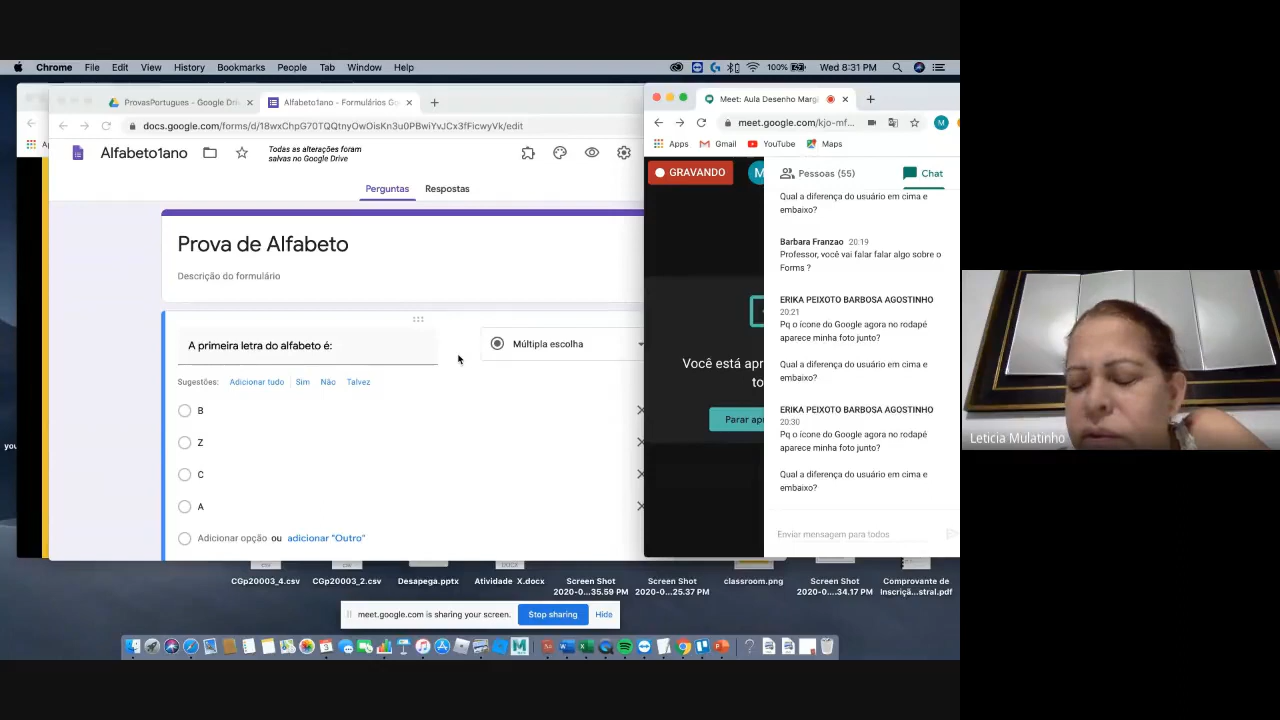 Chrome File Edit View History Bookmarks People Tab Window Help
100% Wed 8:31 PM
ProvasPortugues - Google Dri
Alfabeto1ano - Formulários Go
Meet: Aula Desenho Margi
docs.google.com/forms/d/18wxChpG70TQQtnyOwOisKn3u0PBwiYvJCx3fFicwyVk/edit
meet.google.com/kjo-mf...
M
Apps Gmail YouTube Maps
Alfabeto1ano
Todas as alterações foram
salvas no Google Drive
Perguntas Respostas
Prova de Alfabeto
Descrição do formulário
A primeira letra do alfabeto é:
Múltipla escolha
Sugestões: Adicionar tudo Sim Não Talvez
B
Z
C
A
Adicionar opção ou adicionar "Outro"
GRAVANDO
M
Pessoas (55) Chat
Qual a diferença do usuário em cima e
embaixo?
Barbara Franzao 20:19
Professor, você vai falar falar algo sobre o
Forms ?
ERIKA PEIXOTO BARBOSA AGOSTINHO
20:21
Pq o ícone do Google agora no rodapé
aparece minha foto junto?
Qual a diferença do usuário em cima e
embaixo?
ERIKA PEIXOTO BARBOSA AGOSTINHO
20:30
Pq o ícone do Google agora no rodapé
aparece minha foto junto?
Qual a diferença do usuário em cima e
embaixo?
Enviar mensagem para todos
Você está apr
to
Parar apr
you
CGp20003_4.csv
CGp20003_2.csv
Desapega.pptx
Atividade X.docx
Screen Shot
2020-0...35.59 PM
Screen Shot
2020-0...25.37 PM
classroom.png
Screen Shot
2020-0...34.17 PM
Comprovante de
Inscriçã...stral.pdf
meet.google.com is sharing your screen. Stop sharing Hide
Leticia Mulatinho